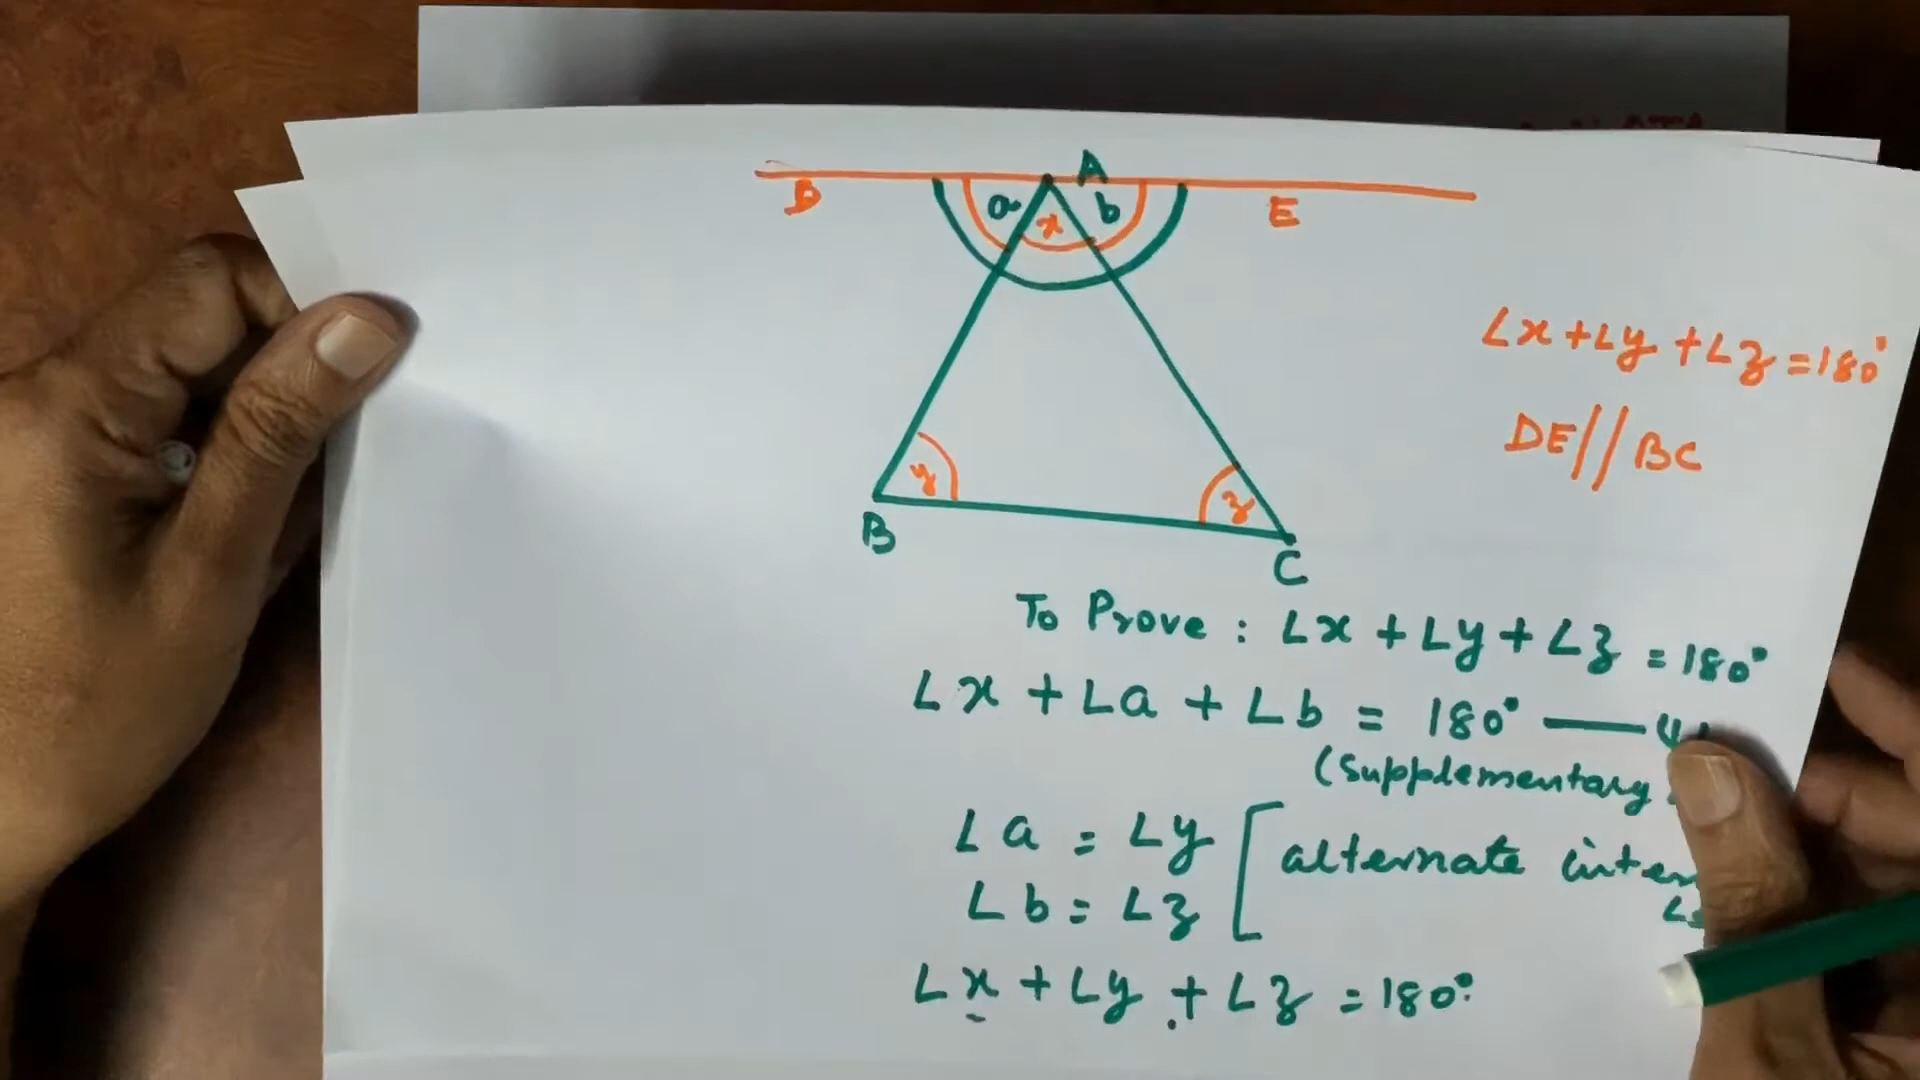 A
D a x b E
∠x + ∠y + ∠z = 180°
DE // BC
y z
B
C
To Prove : ∠x + ∠y + ∠z = 180°
∠x + ∠a + ∠b = 180° —
(Supplementary
∠a = ∠y [ alternate
∠b = ∠z
∠x + ∠y + ∠z = 180°